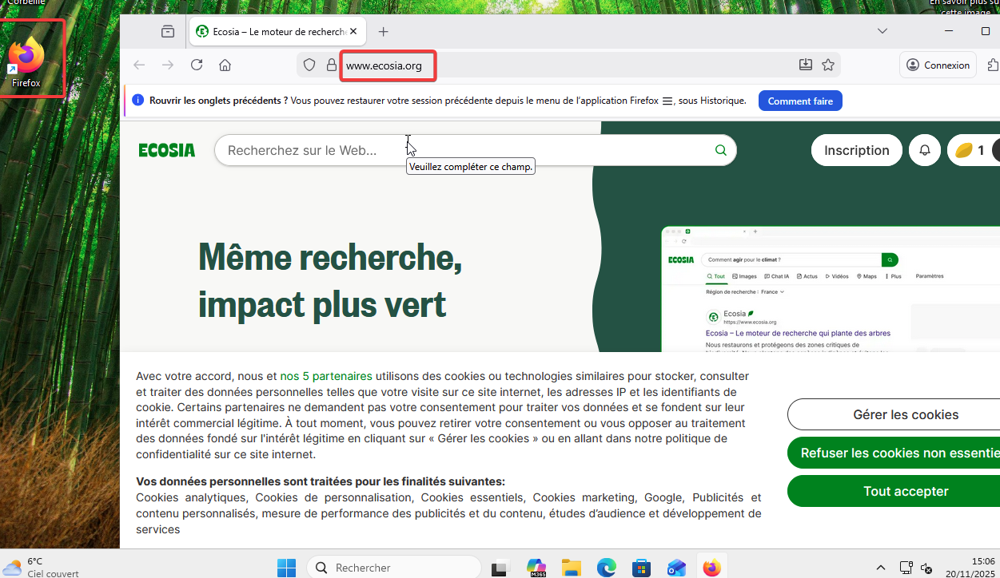 Corbeille
En savoir plus su
cette image
Ecosia – Le moteur de recherch
Firefox
www.ecosia.org
Connexion
Rouvrir les onglets précédents ? Vous pouvez restaurer votre session précédente depuis le menu de l’application Firefox ☰, sous Historique.
Comment faire
ECOSIA
Recherchez sur le Web...
Inscription
1
Veuillez compléter ce champ.
Même recherche,
impact plus vert
ECOSIA
Comment agir pour le climat ?
Tout
Images
Chat IA
Actus
Vidéos
Maps
Plus
Paramètres
Région de recherche : France
Ecosia
https://www.ecosia.org
Ecosia – Le moteur de recherche qui plante des arbres
Nous restaurons et protégeons des zones critiques de
Avec votre accord, nous et nos 5 partenaires utilisons des cookies ou technologies similaires pour stocker, consulter
et traiter des données personnelles telles que votre visite sur ce site internet, les adresses IP et les identifiants de
cookie. Certains partenaires ne demandent pas votre consentement pour traiter vos données et se fondent sur leur
intérêt commercial légitime. À tout moment, vous pouvez retirer votre consentement ou vous opposer au traitement
des données fondé sur l'intérêt légitime en cliquant sur « Gérer les cookies » ou en allant dans notre politique de
confidentialité sur ce site internet.
Vos données personnelles sont traitées pour les finalités suivantes:
Cookies analytiques, Cookies de personnalisation, Cookies essentiels, Cookies marketing, Google, Publicités et
contenu personnalisés, mesure de performance des publicités et du contenu, études d’audience et développement de
services
Gérer les cookies
Refuser les cookies non essentie
Tout accepter
6°C
Ciel couvert
Rechercher
M365
15:06
20/11/2025